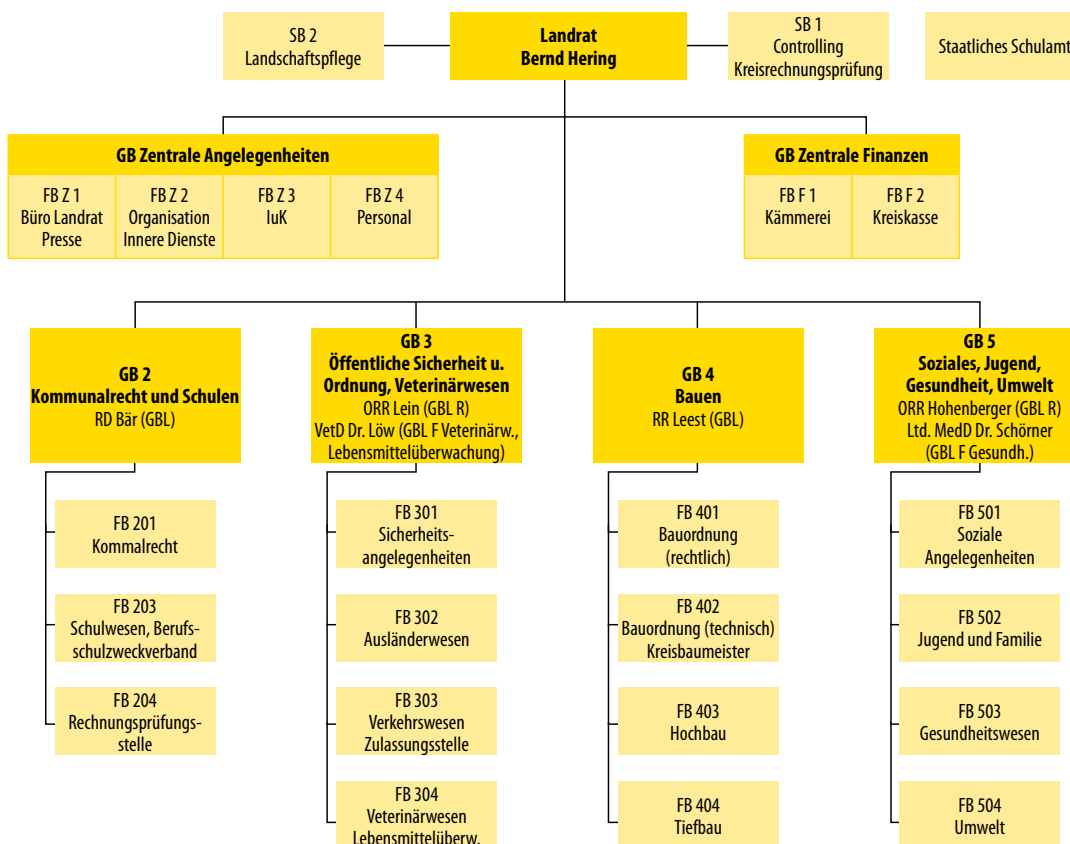 SB 2
Landschaftspflege
Landrat
Bernd Hering
SB 1
Controlling
Kreisrechnungsprüfung
Staatliches Schulamt
GB Zentrale Angelegenheiten
FB Z 1
Büro Landrat
Presse
FB Z 2
Organisation
Innere Dienste
FB Z 3
IuK
FB Z 4
Personal
GB Zentrale Finanzen
FB F 1
Kämmerei
FB F 2
Kreiskasse
GB 2
Kommunalrecht und Schulen
RD Bär (GBL)
FB 201
Kommalrecht
FB 203
Schulwesen, Berufs-
schulzweckverband
FB 204
Rechnungsprüfungs-
stelle
GB 3
Öffentliche Sicherheit u.
Ordnung, Veterinärwesen
ORR Lein (GBL R)
VetD Dr. Löw (GBL F Veterinärw.,
Lebensmittelüberwachung)
FB 301
Sicherheits-
angelegenheiten
FB 302
Ausländerwesen
FB 303
Verkehrswesen
Zulassungsstelle
FB 304
Veterinärwesen
Lebensmittelüberw.
GB 4
Bauen
RR Leest (GBL)
FB 401
Bauordnung
(rechtlich)
FB 402
Bauordnung (technisch)
Kreisbaumeister
FB 403
Hochbau
FB 404
Tiefbau
GB 5
Soziales, Jugend,
Gesundheit, Umwelt
ORR Hohenberger (GBL R)
Ltd. MedD Dr. Schörner
(GBL F Gesundh.)
FB 501
Soziale
Angelegenheiten
FB 502
Jugend und Familie
FB 503
Gesundheitswesen
FB 504
Umwelt